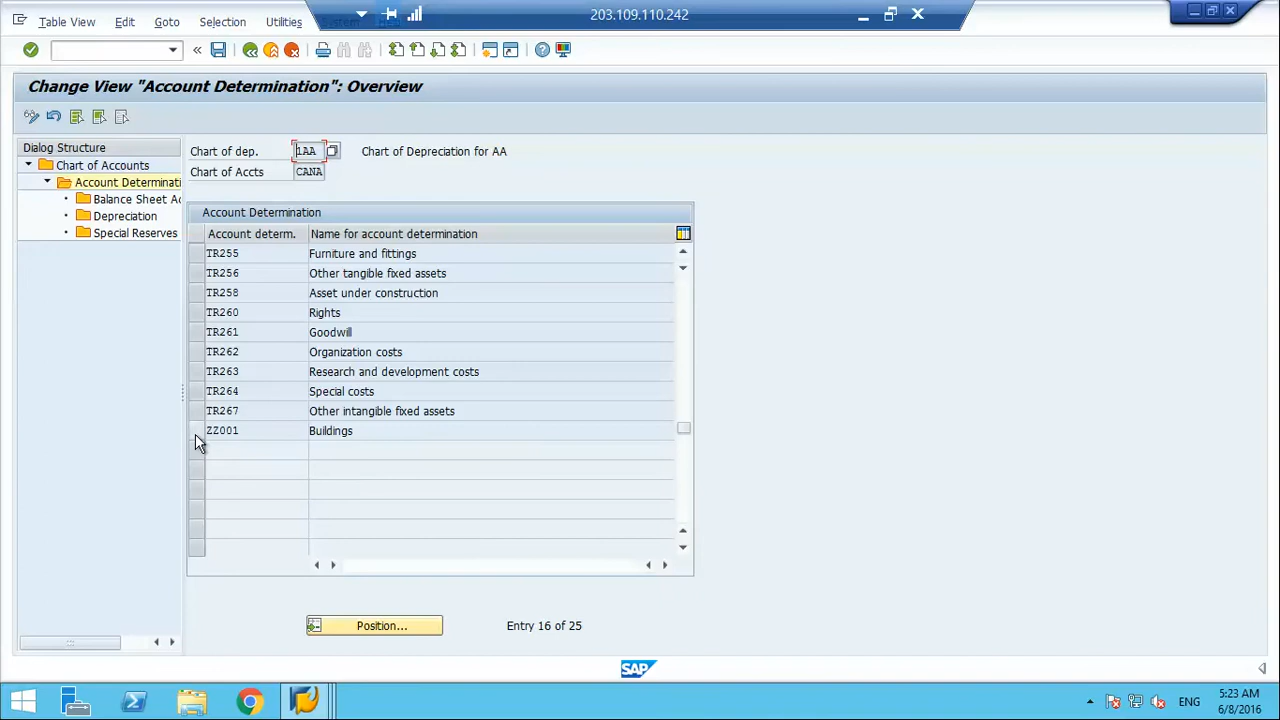 203.109.110.242
Table View Edit Goto Selection Utilities System Help
Change View "Account Determination": Overview
Dialog Structure
Chart of Accounts
Account Determinati
Balance Sheet Ac
Depreciation
Special Reserves
Chart of dep. 1AA Chart of Depreciation for AA
Chart of Accts CANA
Account Determination
Account determ. Name for account determination
TR255 Furniture and fittings
TR256 Other tangible fixed assets
TR258 Asset under construction
TR260 Rights
TR261 Goodwill
TR262 Organization costs
TR263 Research and development costs
TR264 Special costs
TR267 Other intangible fixed assets
ZZ001 Buildings
Position... Entry 16 of 25
SAP
ENG
5:23 AM
6/8/2016